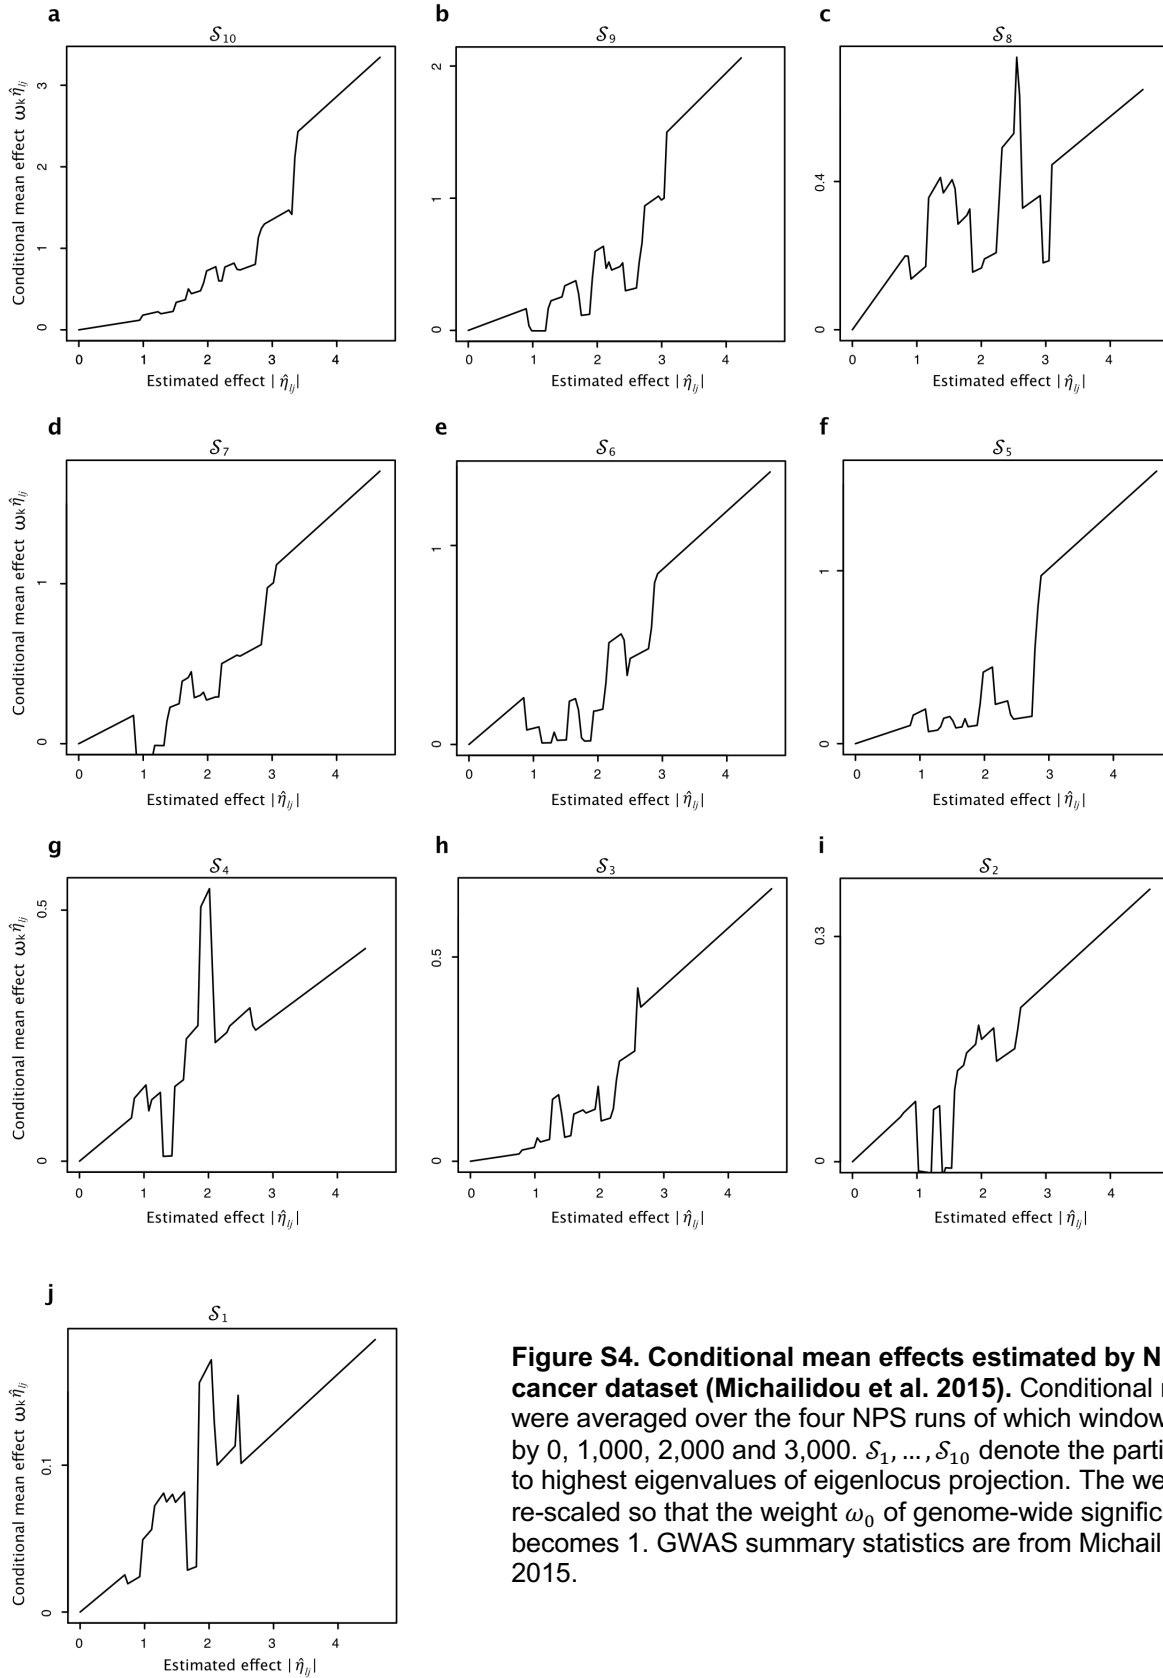 a
𝒮₁₀
Conditional mean effect ωₖη̂ₗⱼ
0
1
2
3
0 1 2 3 4
Estimated effect |η̂ₗⱼ|
b
𝒮₉
0
1
2
0 1 2 3 4
Estimated effect |η̂ₗⱼ|
c
𝒮₈
0
0.4
0 1 2 3 4
Estimated effect |η̂ₗⱼ|
d
𝒮₇
Conditional mean effect ωₖη̂ₗⱼ
0
1
0 1 2 3 4
Estimated effect |η̂ₗⱼ|
e
𝒮₆
0
1
0 1 2 3 4
Estimated effect |η̂ₗⱼ|
f
𝒮₅
0
1
0 1 2 3 4
Estimated effect |η̂ₗⱼ|
g
𝒮₄
Conditional mean effect ωₖη̂ₗⱼ
0
0.5
0 1 2 3 4
Estimated effect |η̂ₗⱼ|
h
𝒮₃
0
0.5
0 1 2 3 4
Estimated effect |η̂ₗⱼ|
i
𝒮₂
0
0.3
0 1 2 3 4
Estimated effect |η̂ₗⱼ|
j
𝒮₁
Conditional mean effect ωₖη̂ₗⱼ
0
0.1
0 1 2 3 4
Estimated effect |η̂ₗⱼ|
Figure S4. Conditional mean effects estimated by N
cancer dataset (Michailidou et al. 2015). Conditional
were averaged over the four NPS runs of which window
by 0, 1,000, 2,000 and 3,000. 𝒮₁, ..., 𝒮₁₀ denote the parti
to highest eigenvalues of eigenlocus projection. The we
re-scaled so that the weight ω₀ of genome-wide signific
becomes 1. GWAS summary statistics are from Michail
2015.